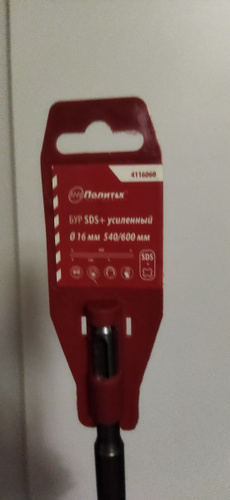 4116060
Политех
БУР SDS+ усиленный
Ø 16 мм 540/600 мм
SDS